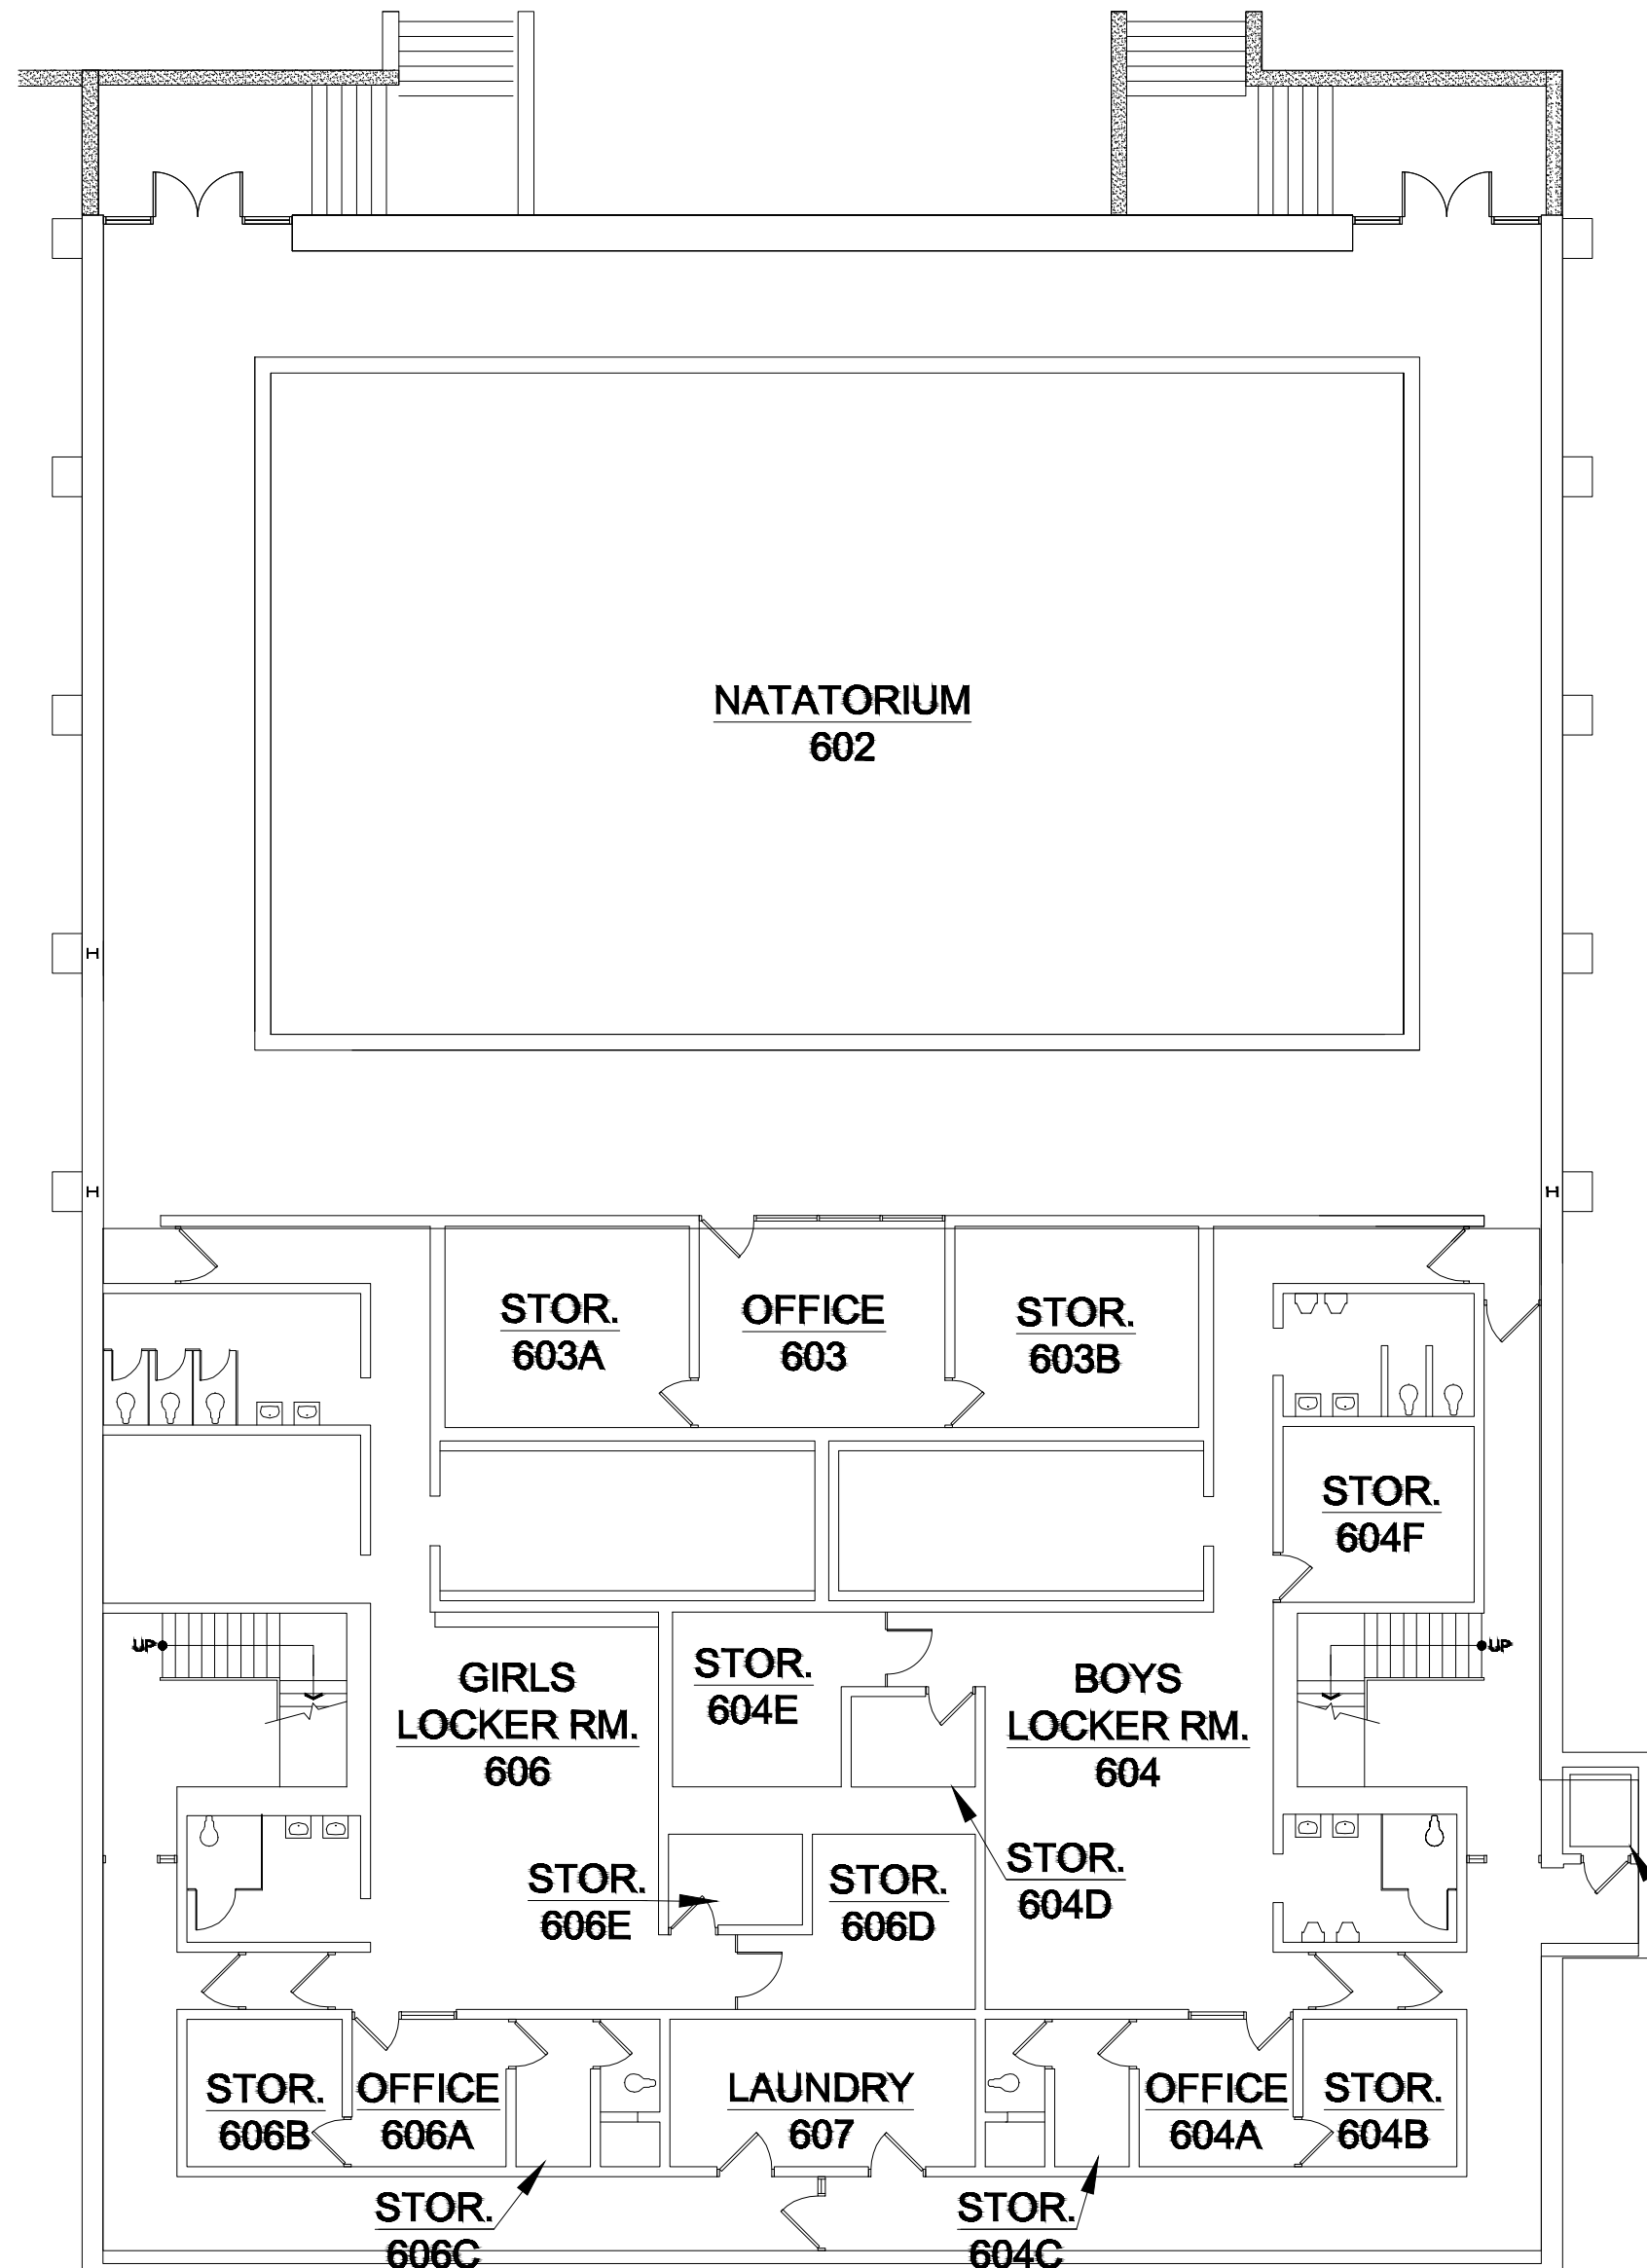 NATATORIUM
602
STOR.
603A
OFFICE
603
STOR.
603B
STOR.
604F
UP
UP
GIRLS
LOCKER RM.
606
STOR.
604E
BOYS
LOCKER RM.
604
STOR.
604D
STOR.
606E
STOR.
606D
STOR.
606B
OFFICE
606A
LAUNDRY
607
OFFICE
604A
STOR.
604B
STOR.
606C
STOR.
604C